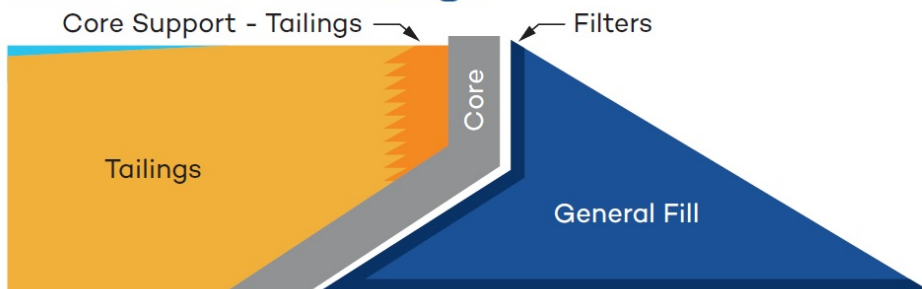 Core Support - Tailings
Filters
Core
Tailings
General Fill